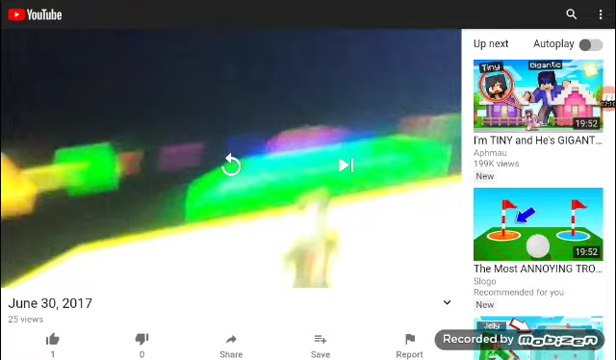 YouTube
Up next
Autoplay
Tiny
Gigantic
19:52
I'm TINY and He's GIGANT...
Aphmau
199K views
New
19:52
The Most ANNOYING TRO...
Slogo
Recommended for you
New
Jelly
June 30, 2017
25 views
1
0
Share
Save
Report
Recorded by mobizen